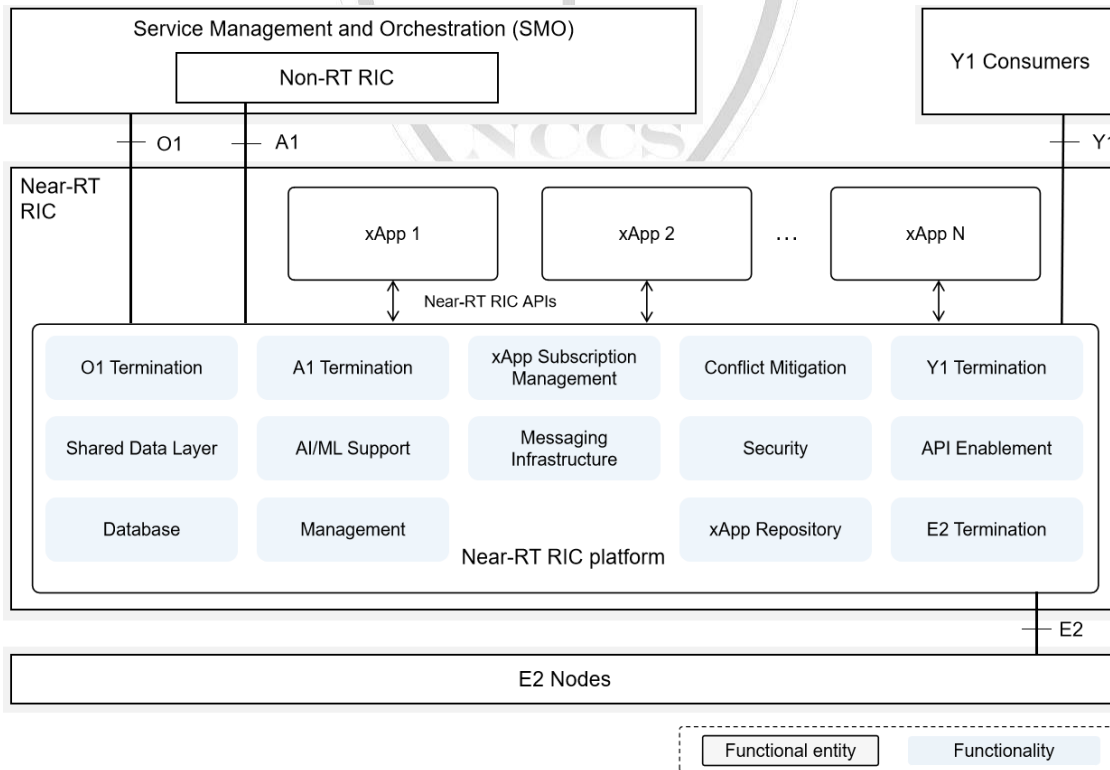 Service Management and Orchestration (SMO)
Non-RT RIC
Y1 Consumers
NCCS
O1
A1
Y1
Near-RT
RIC
xApp 1
xApp 2
...
xApp N
Near-RT RIC APIs
O1 Termination
A1 Termination
xApp Subscription
Management
Conflict Mitigation
Y1 Termination
Shared Data Layer
AI/ML Support
Messaging
Infrastructure
Security
API Enablement
Database
Management
xApp Repository
E2 Termination
Near-RT RIC platform
E2
E2 Nodes
Functional entity
Functionality